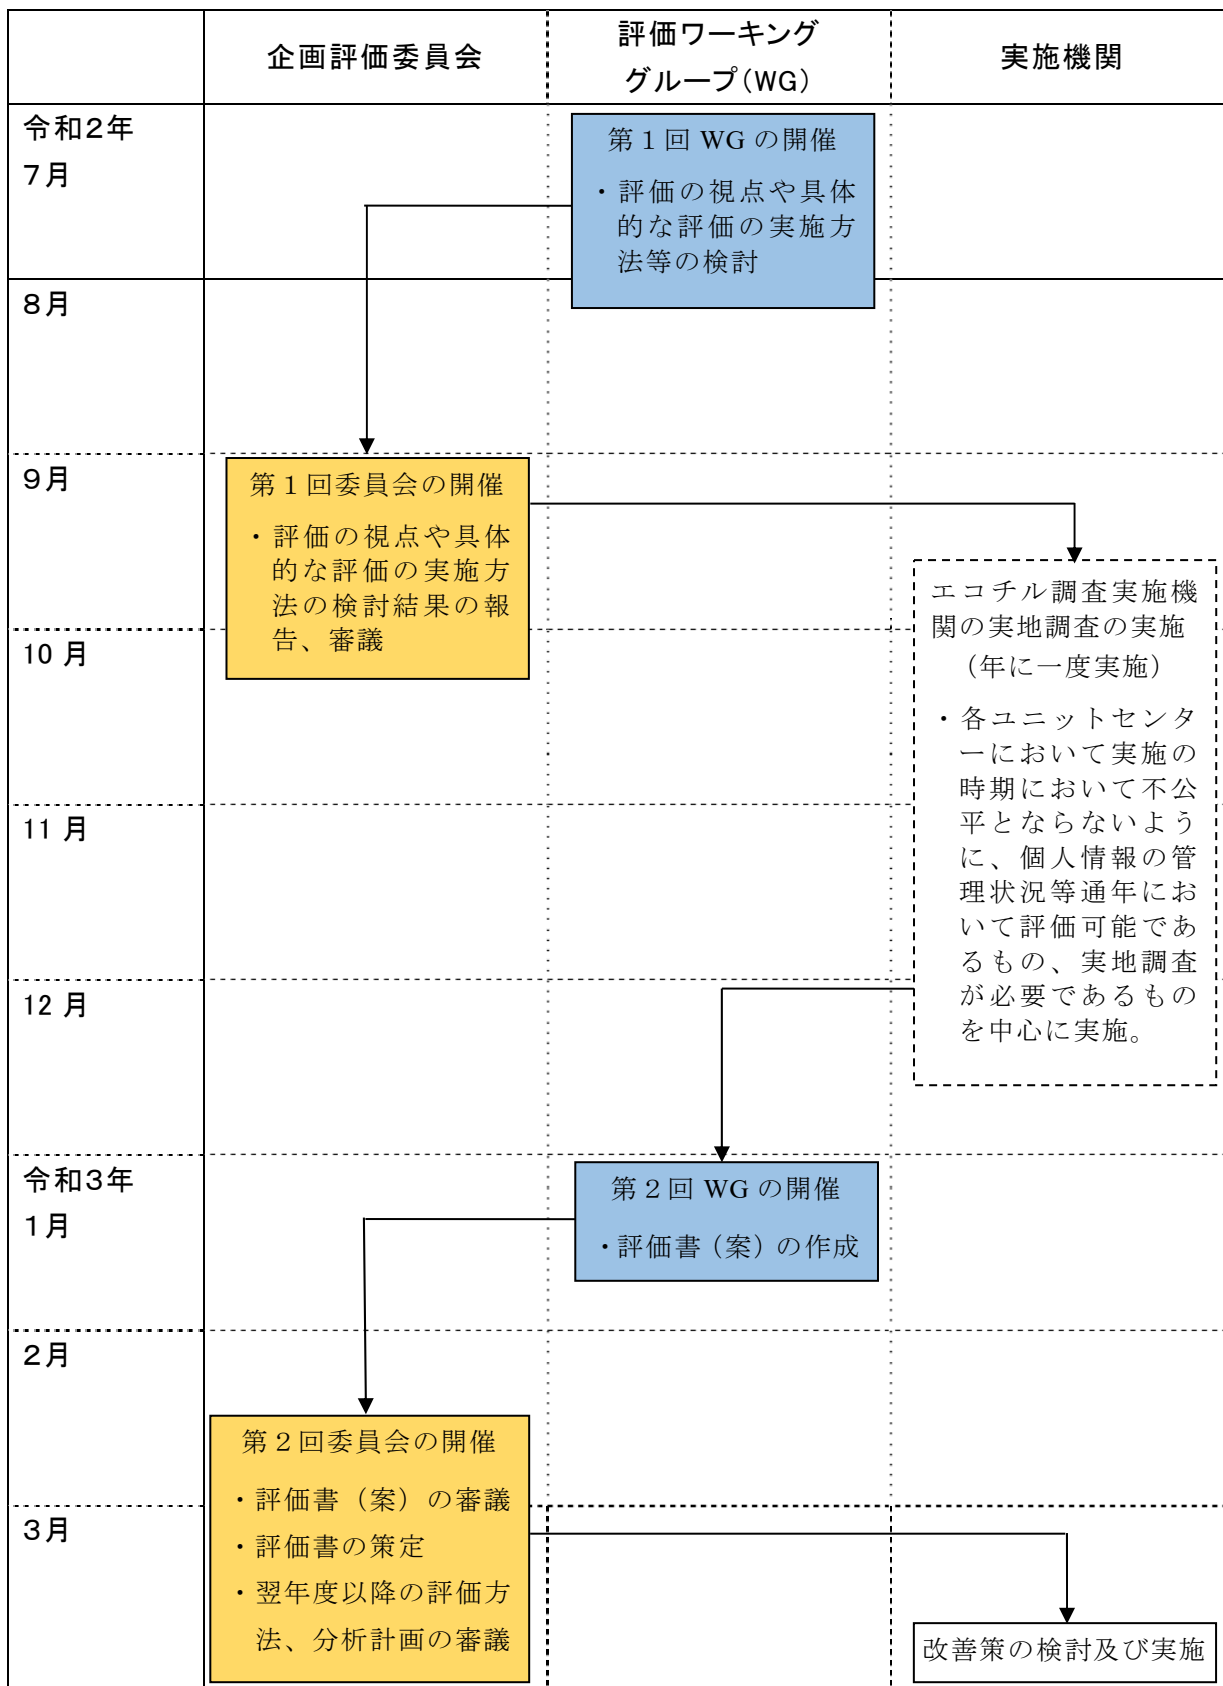 企画評価委員会
評価ワーキング
グループ(WG)
実施機関
令和2年
7月
第１回 WG の開催
・評価の視点や具体
的な評価の実施方
法等の検討
8月
9月
第１回委員会の開催
・評価の視点や具体
的な評価の実施方
法の検討結果の報
告、審議
エコチル調査実施機
関の実地調査の実施
（年に一度実施）
・各ユニットセンタ
ーにおいて実施の
時期において不公
平とならないよう
に、個人情報の管
理状況等通年にお
いて評価可能であ
るもの、実地調査
が必要であるもの
を中心に実施。
10 月
11 月
12 月
令和3年
1月
第２回 WG の開催
・評価書（案）の作成
2月
第２回委員会の開催
・評価書（案）の審議
・評価書の策定
・翌年度以降の評価方
法、分析計画の審議
3月
改善策の検討及び実施